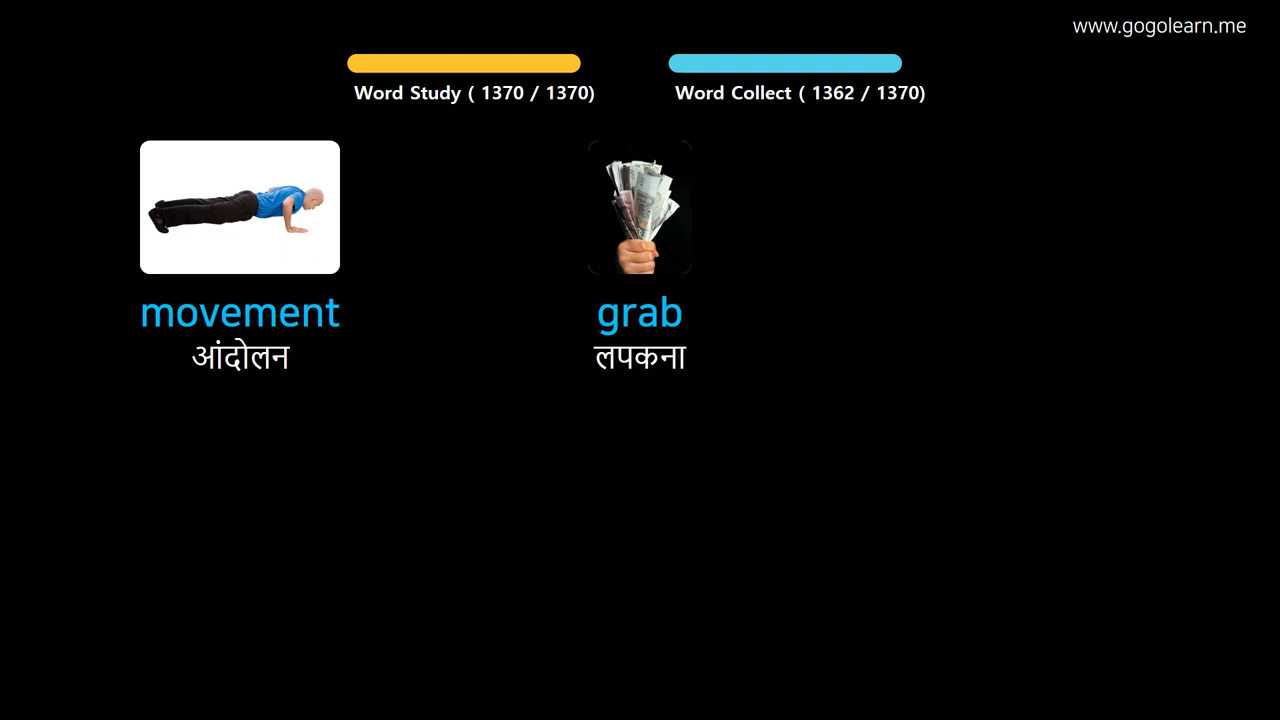 www.gogolearn.me
Word Study ( 1370 / 1370)
Word Collect ( 1362 / 1370)
movement
grab
आंदोलन
लपकना